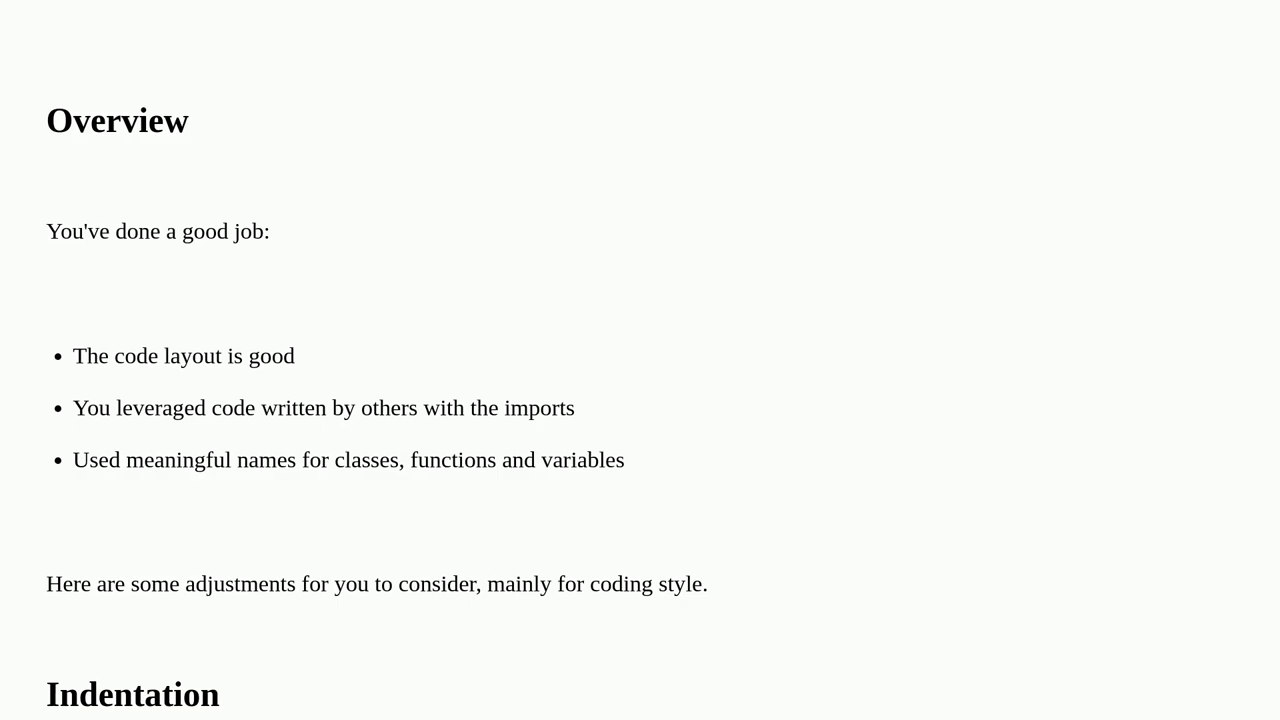 Overview
You've done a good job:
• The code layout is good
• You leveraged code written by others with the imports
• Used meaningful names for classes, functions and variables
Here are some adjustments for you to consider, mainly for coding style.
Indentation